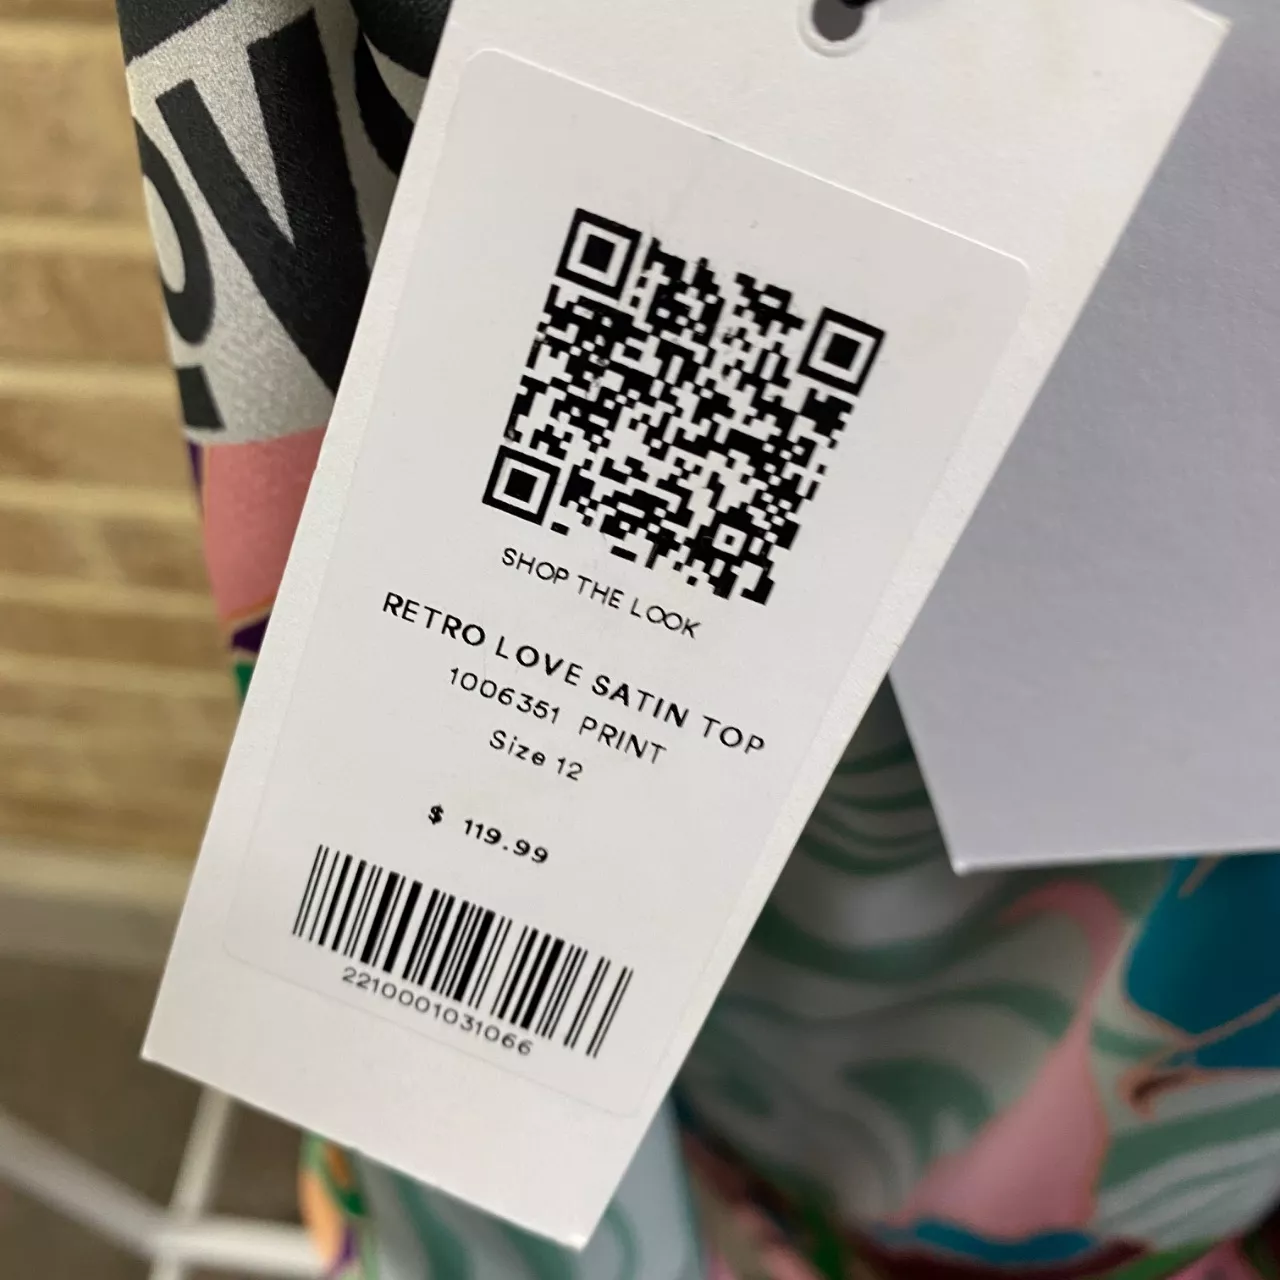 SHOP THE LOOK
RETRO LOVE SATIN TOP
1006351 PRINT
Size 12
$ 119.99
2210001031066